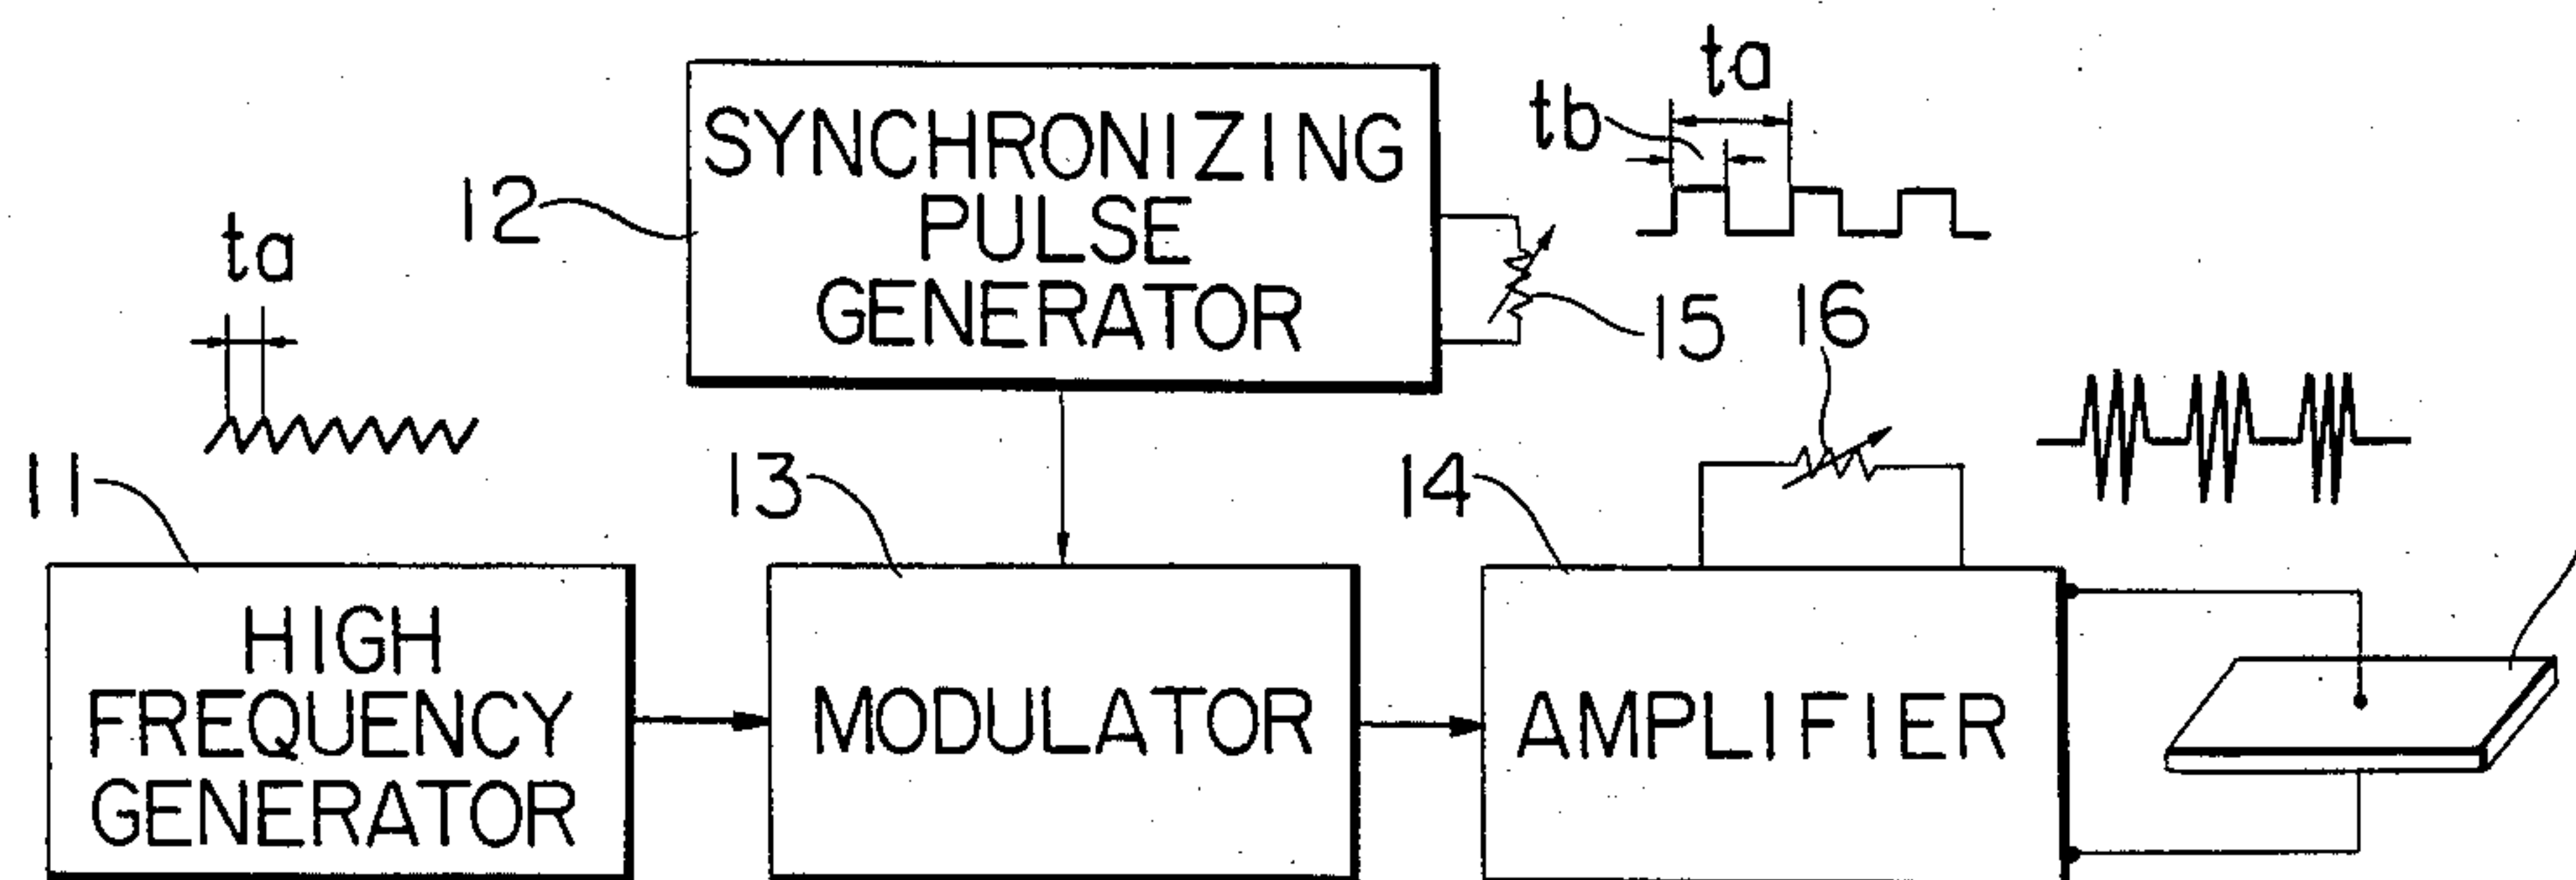 ta
tb
SYNCHRONIZING
PULSE
GENERATOR
12
ta
15
16
11
13
14
HIGH
FREQUENCY
GENERATOR
MODULATOR
AMPLIFIER